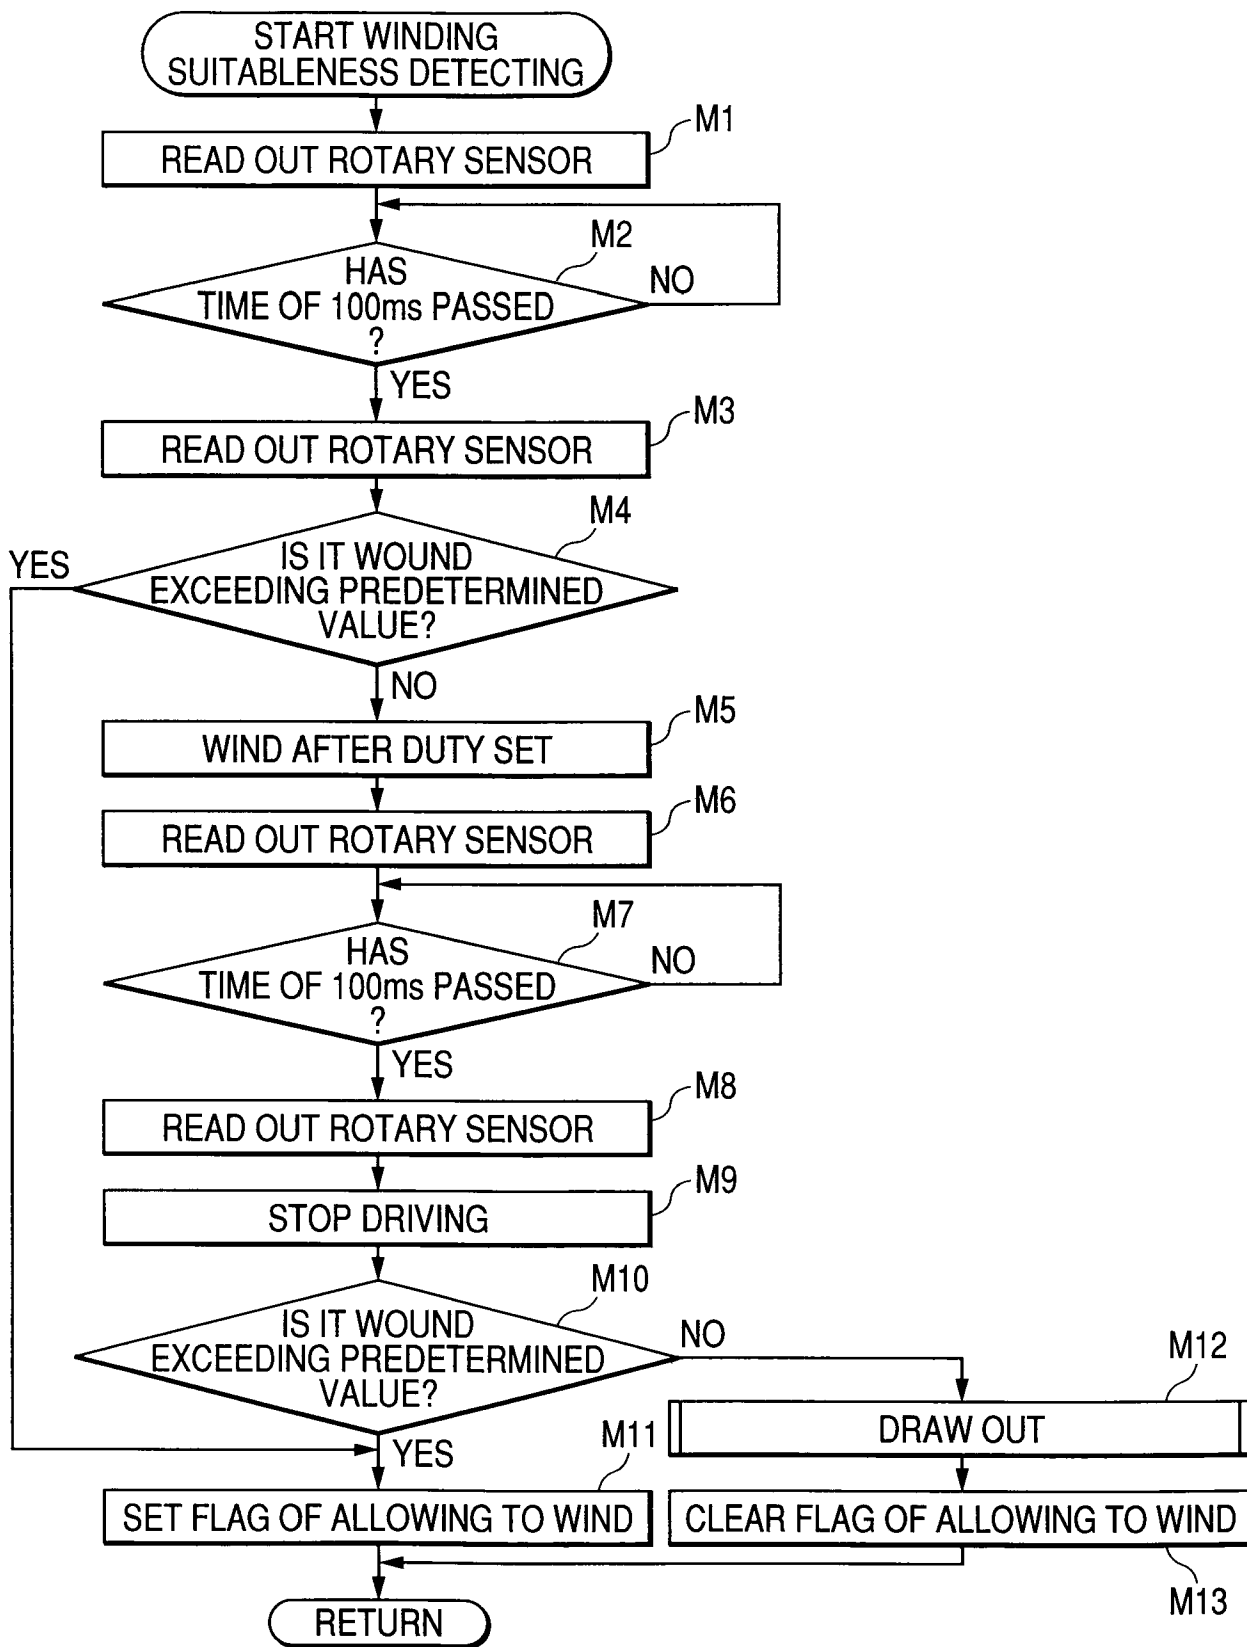 START WINDING
SUITABLENESS DETECTING
M1
READ OUT ROTARY SENSOR
M2
HAS
TIME OF 100ms PASSED
?
NO
YES
M3
READ OUT ROTARY SENSOR
M4
YES
IS IT WOUND
EXCEEDING PREDETERMINED
VALUE?
NO
M5
WIND AFTER DUTY SET
M6
READ OUT ROTARY SENSOR
M7
HAS
TIME OF 100ms PASSED
?
NO
YES
M8
READ OUT ROTARY SENSOR
M9
STOP DRIVING
M10
IS IT WOUND
EXCEEDING PREDETERMINED
VALUE?
NO
M12
DRAW OUT
YES
M11
SET FLAG OF ALLOWING TO WIND
CLEAR FLAG OF ALLOWING TO WIND
M13
RETURN